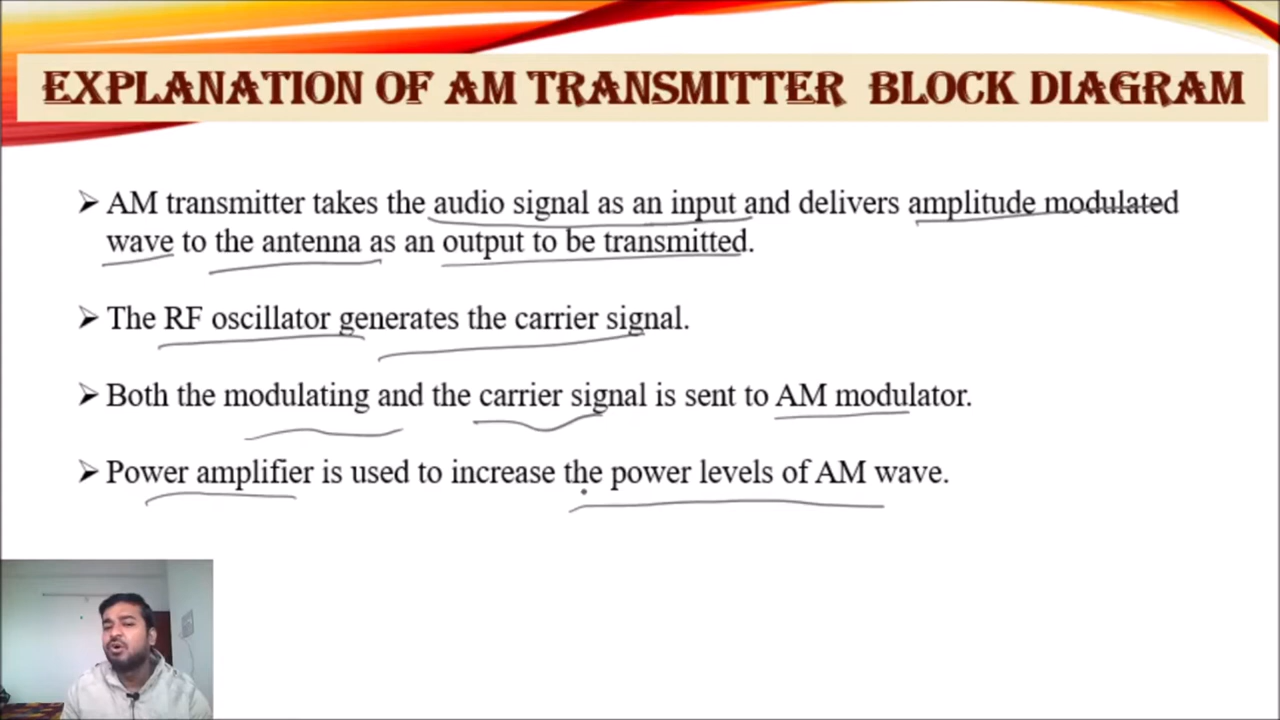 EXPLANATION OF AM TRANSMITTER BLOCK DIAGRAM
➢ AM transmitter takes the audio signal as an input and delivers amplitude modulated
wave to the antenna as an output to be transmitted.
➢ The RF oscillator generates the carrier signal.
➢ Both the modulating and the carrier signal is sent to AM modulator.
➢ Power amplifier is used to increase the power levels of AM wave.